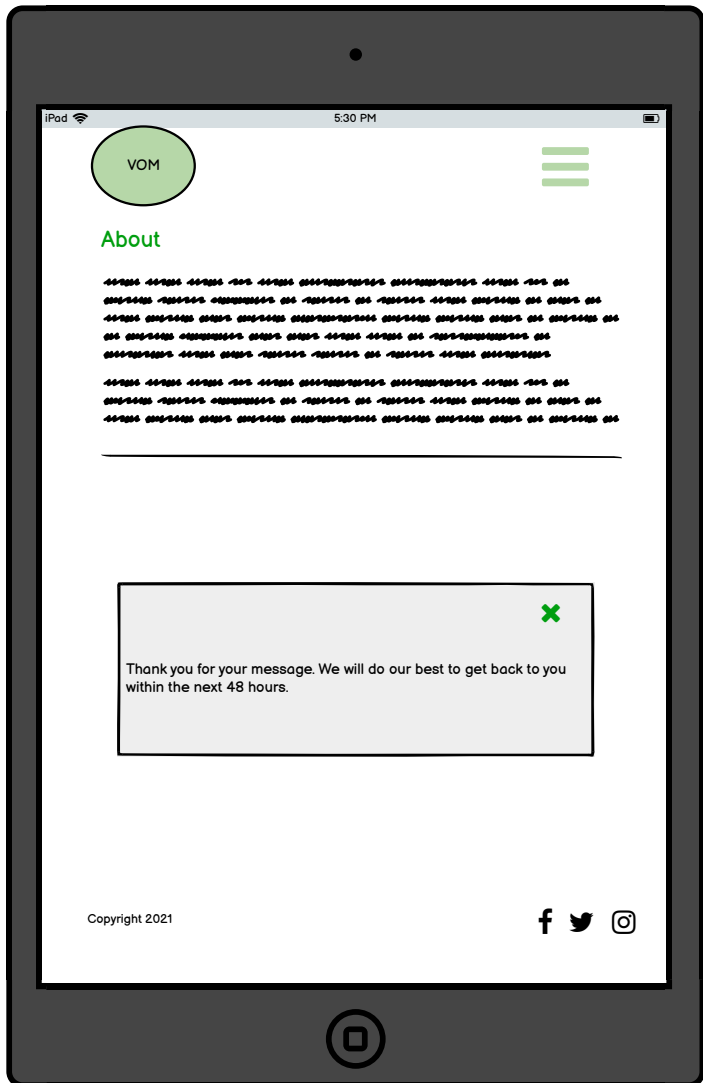 iPad
5:30 PM
VOM
About
Thank you for your message. We will do our best to get back to you
within the next 48 hours.
Copyright 2021